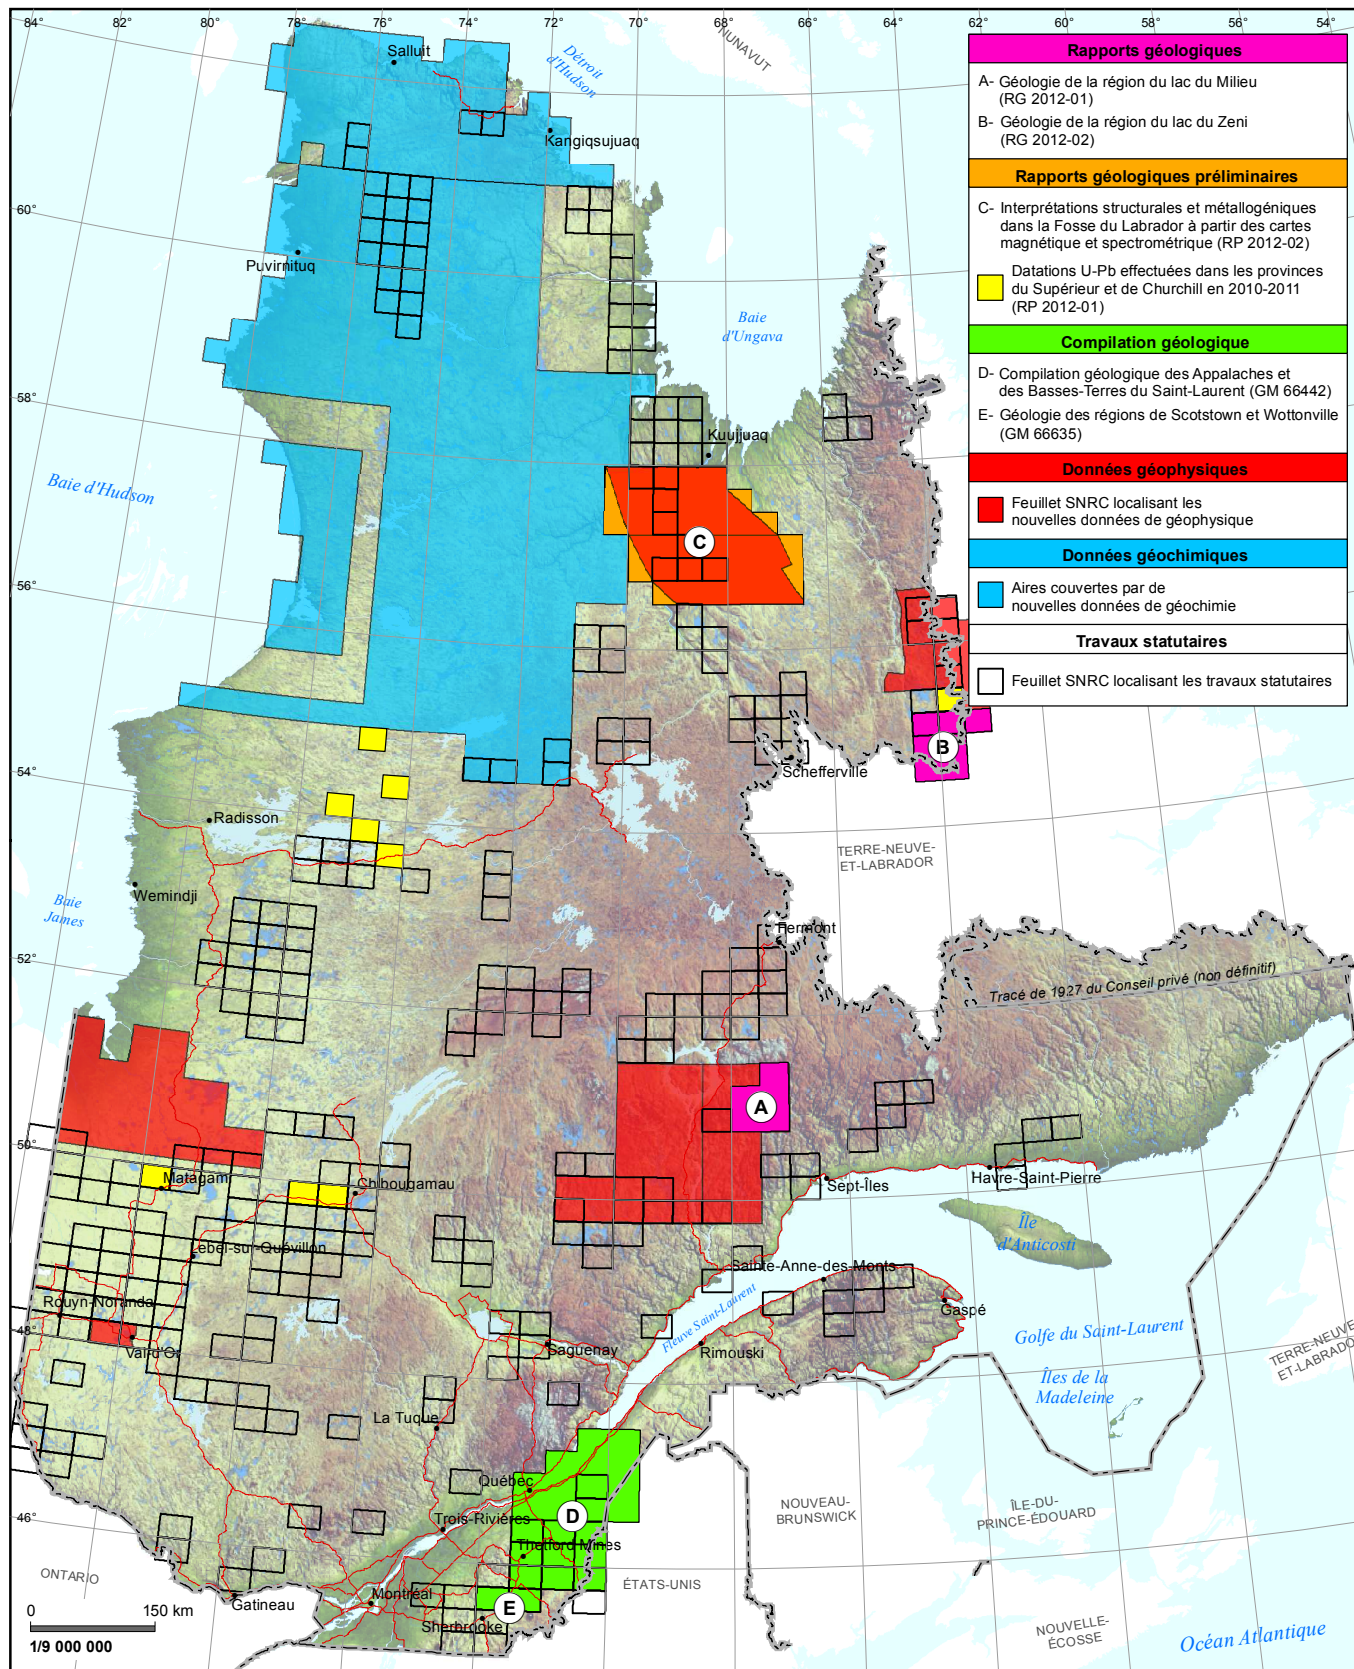 84°
82°
80°
78°
76°
74°
72°
70°
68°
66°
64°
62°
60°
58°
56°
54°
60°
58°
56°
54°
52°
50°
48°
46°
Rapports géologiques
A- Géologie de la région du lac du Milieu
(RG 2012-01)
B- Géologie de la région du lac du Zeni
(RG 2012-02)
Rapports géologiques préliminaires
C- Interprétations structurales et métallogéniques
dans la Fosse du Labrador à partir des cartes
magnétique et spectrométrique (RP 2012-02)
Datations U-Pb effectuées dans les provinces
du Supérieur et de Churchill en 2010-2011
(RP 2012-01)
Compilation géologique
D- Compilation géologique des Appalaches et
des Basses-Terres du Saint-Laurent (GM 66442)
E- Géologie des régions de Scotstown et Wottonville
(GM 66635)
Données géophysiques
Feuillet SNRC localisant les
nouvelles données de géophysique
Données géochimiques
Aires couvertes par de
nouvelles données de géochimie
Travaux statutaires
Feuillet SNRC localisant les travaux statutaires
NUNAVUT
Salluit
Détroit
d'Hudson
Kangiqsujuaq
Puvirnituq
Baie
d'Ungava
Kuujjuaq
Baie d'Hudson
C
B
Schefferville
Radisson
TERRE-NEUVE-
ET-LABRADOR
Wemindji
Baie
James
Fermont
Tracé de 1927 du Conseil privé (non définitif)
A
Matagami
Chibougamau
Sept-Îles
Havre-Saint-Pierre
Île
d'Anticosti
Lebel-sur-Quévillon
Sainte-Anne-des-Monts
Rouyn-Noranda
Gaspé
Fleuve Saint-Laurent
Val-d'Or
Saguenay
Rimouski
Golfe du Saint-Laurent
TERRE-NEUVE-
ET-LABRADOR
Îles de la
Madeleine
La Tuque
Québec
NOUVEAU-
BRUNSWICK
ÎLE-DU-
PRINCE-ÉDOUARD
D
Trois-Rivières
Thetford Mines
ONTARIO
ÉTATS-UNIS
Gatineau
Montréal
E
Sherbrooke
NOUVELLE-
ÉCOSSE
Océan Atlantique
0 150 km
1/9 000 000